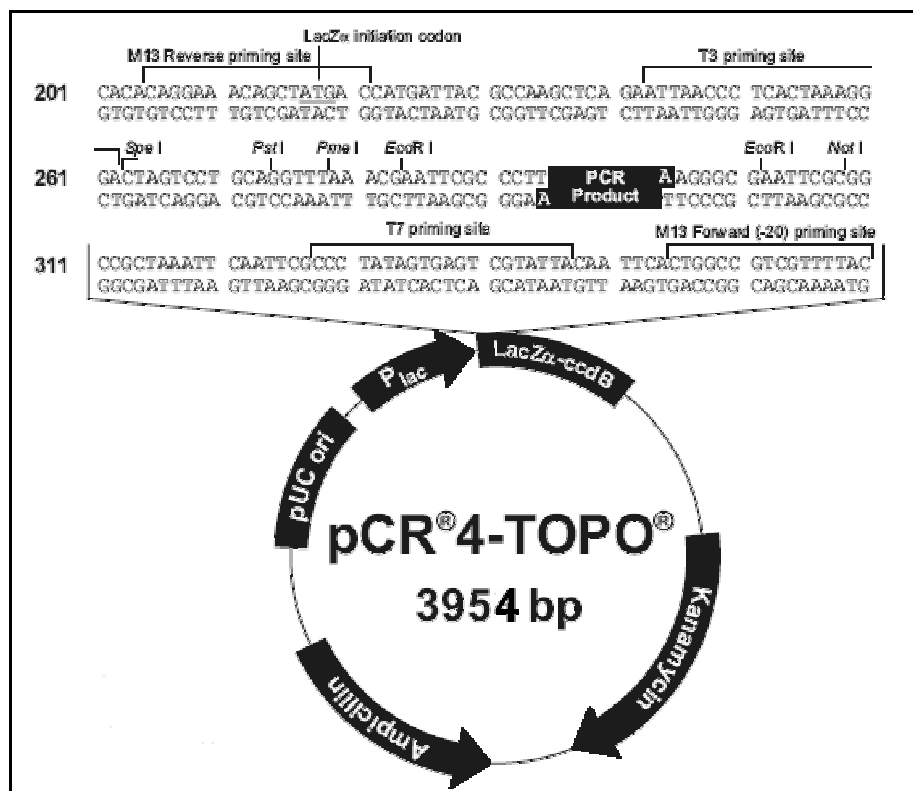 LacZα initiation codon
M13 Reverse priming site
T3 priming site
201 CACACAGGAA ACAGCTATGA CCATGATTAC GCCAAGCTCA GAATTAACCC TCACTAAAGG
GTGTGTCCTT TGTCGATACT GGTACTAATG CGGTTCGAGT CTTAATTGGG AGTGATTTCC
Spe I Pst I Pme I EcoR I EcoR I Not I
261 GACTAGTCCT GCAGGTTTAA ACGAATTCGC CCTT PCR Product A AGGGC GAATTCGCGG
CTGATCAGGA CGTCCAAATT TGCTTAAGCG GGA A TTCCCG CTTAAGCGCC
T7 priming site M13 Forward (-20) priming site
311 CCGCTAAATT CAATTCGCCC TATAGTGAGT CGTATTACAA TTCACTGGCC GTCGTTTTAC
GGCGATTTAA GTTAAGCGGG ATATCACTCA GCATAATGTT AAGTGACCGG CAGCAAAATG
Plac
LacZα-ccdB
pUC ori
pCR®4-TOPO®
3954 bp
Kanamycin
Ampicillin